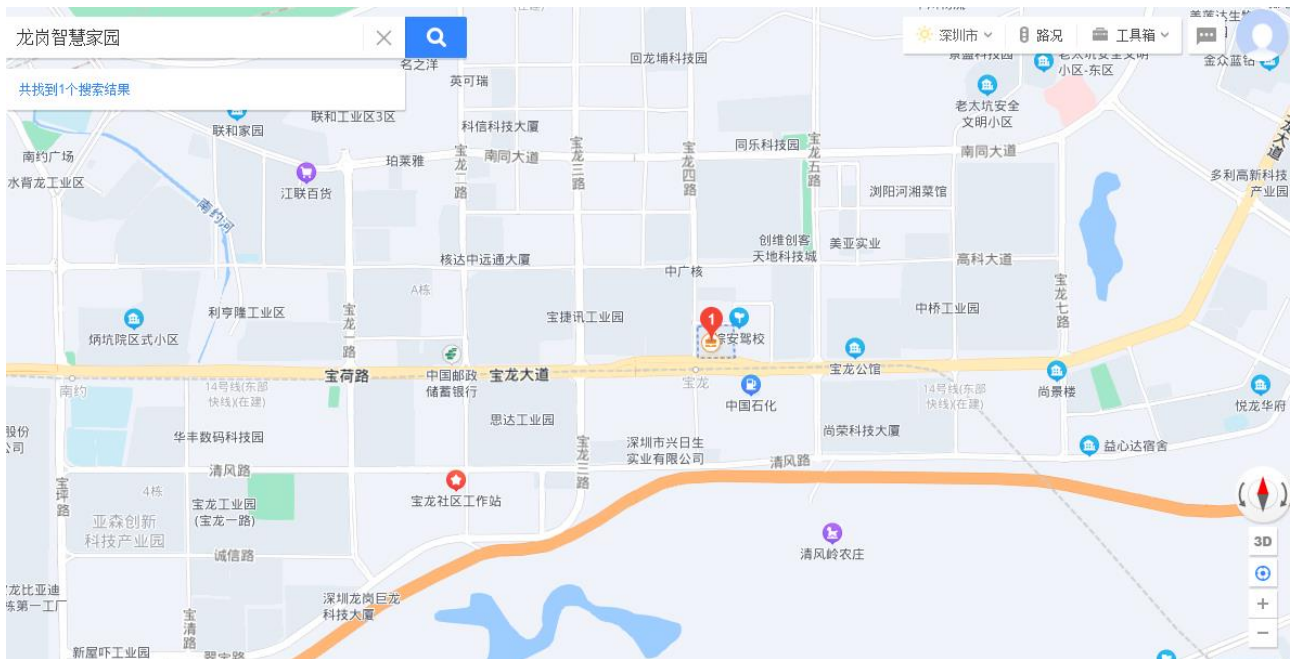 龙岗智慧家园
共找到1个搜索结果
深圳市
路况
工具箱
名之洋
回龙埔科技园
英可瑞
小区-东区
金众蓝钻
老太坑安全
文明小区
联和家园
联和工业区3区
科信科技大厦
南约广场
珀莱雅
宝龙二路
南同大道
宝龙三路
宝龙四路
同乐科技园
宝龙五路
南同大道
水背龙工业区
江联百货
浏阳河湘菜馆
多利高新科技
产业园
南约河
核达中远通大厦
创维创客
天地科技城
美亚实业
高科大道
中广核
A栋
利亨隆工业区
宝龙一路
宝捷讯工业园
1
中桥工业园
宝龙七路
炳坑院区式小区
综安驾校
宝荷路
中国邮政
储蓄银行
宝龙大道
宝龙
宝龙公馆
南约
14号线(东部
快线)(在建)
中国石化
14号线(东部
快线)(在建)
尚景楼
悦龙华府
思达工业园
华丰数码科技园
宝龙三路
深圳市兴日生
实业有限公司
尚荣科技大厦
益心达宿舍
股份
公司
清风路
清风路
宝坪路
4栋
宝龙工业园
(宝龙一路)
宝龙社区工作站
亚森创新
科技产业园
诚信路
清风岭农庄
3D
龙比亚迪
宝清路
深圳龙岗巨龙
科技大厦
新屋吓工业园
翠宝路